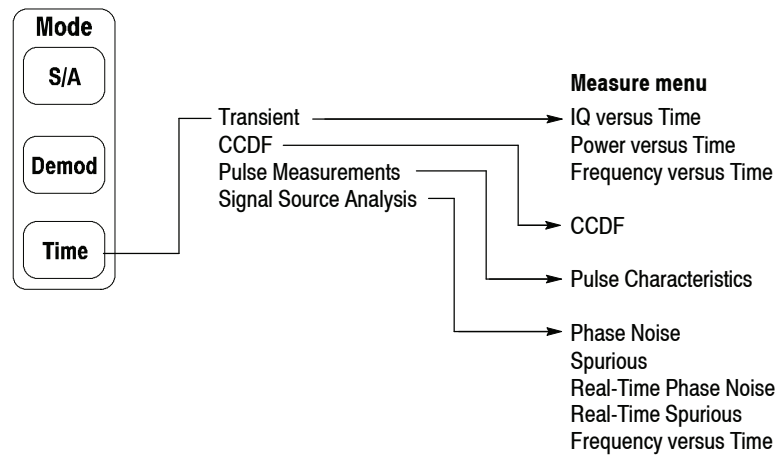 Mode
S/A
Demod
Time
Transient
CCDF
Pulse Measurements
Signal Source Analysis
Measure menu
IQ versus Time
Power versus Time
Frequency versus Time
CCDF
Pulse Characteristics
Phase Noise
Spurious
Real-Time Phase Noise
Real-Time Spurious
Frequency versus Time